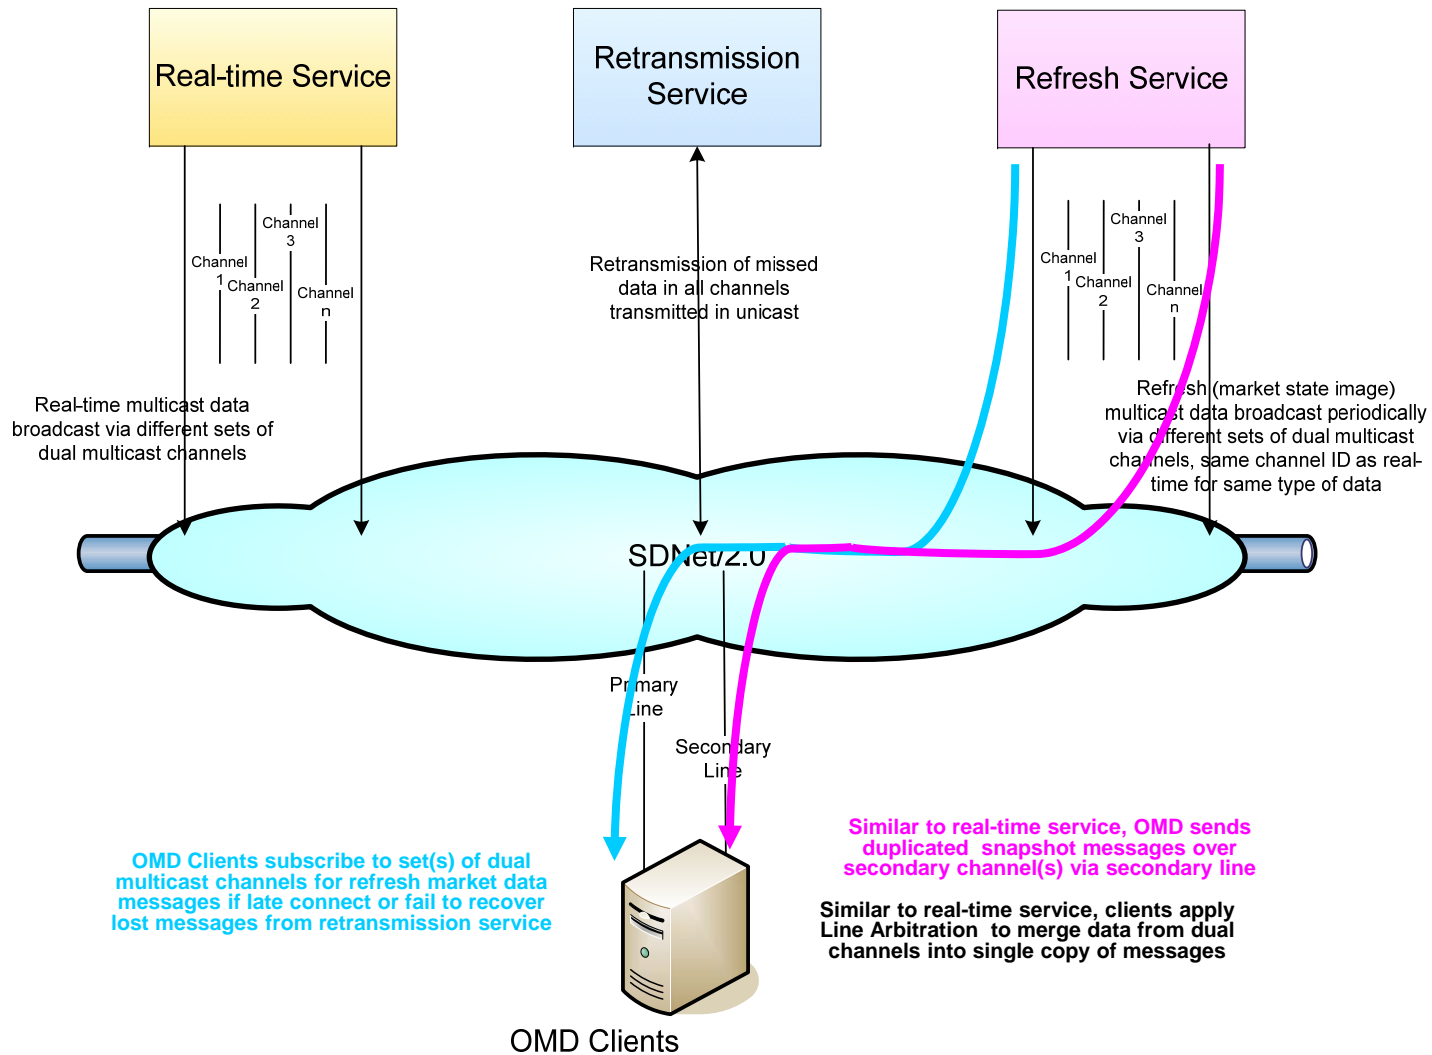 Real-time Service
Retransmission
Service
Refresh Service
Channel
1
Channel
2
Channel
3
Channel
n
Retransmission of missed
data in all channels
transmitted in unicast
Channel
1
Channel
2
Channel
3
Channel
n
Real-time multicast data
broadcast via different sets of
dual multicast channels
Refresh (market state image)
multicast data broadcast periodically
via different sets of dual multicast
channels, same channel ID as real-
time for same type of data
SDNet/2.0
Primary
Line
Secondary
Line
OMD Clients subscribe to set(s) of dual
multicast channels for refresh market data
messages if late connect or fail to recover
lost messages from retransmission service
Similar to real-time service, OMD sends
duplicated snapshot messages over
secondary channel(s) via secondary line
Similar to real-time service, clients apply
Line Arbitration to merge data from dual
channels into single copy of messages
OMD Clients